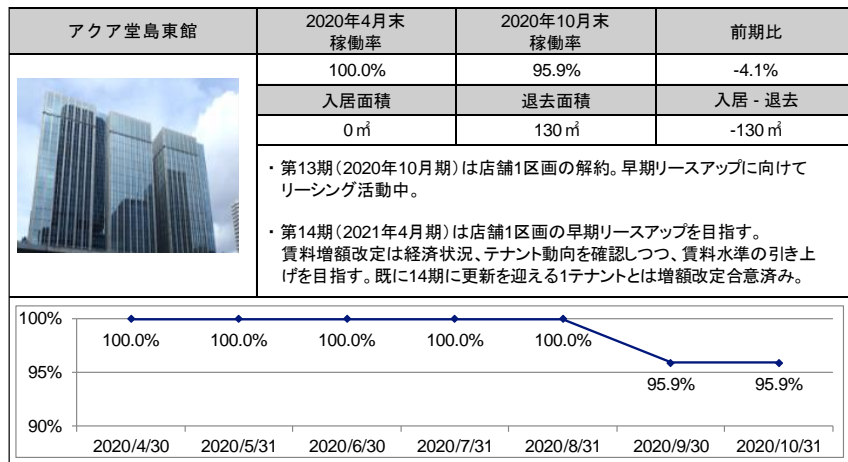 アクア堂島東館
2020年4月末
稼働率
2020年10月末
稼働率
前期比
100.0%
95.9%
-4.1%
入居面積
退去面積
入居 - 退去
0㎡
130㎡
-130㎡
・ 第13期（2020年10月期）は店舗1区画の解約。早期リースアップに向けて
リーシング活動中。
・ 第14期（2021年4月期）は店舗1区画の早期リースアップを目指す。
賃料増額改定は経済状況、テナント動向を確認しつつ、賃料水準の引き上
げを目指す。既に14期に更新を迎える1テナントとは増額改定合意済み。
100%
95%
90%
100.0%
100.0%
100.0%
100.0%
100.0%
95.9%
95.9%
2020/4/30
2020/5/31
2020/6/30
2020/7/31
2020/8/31
2020/9/30
2020/10/31